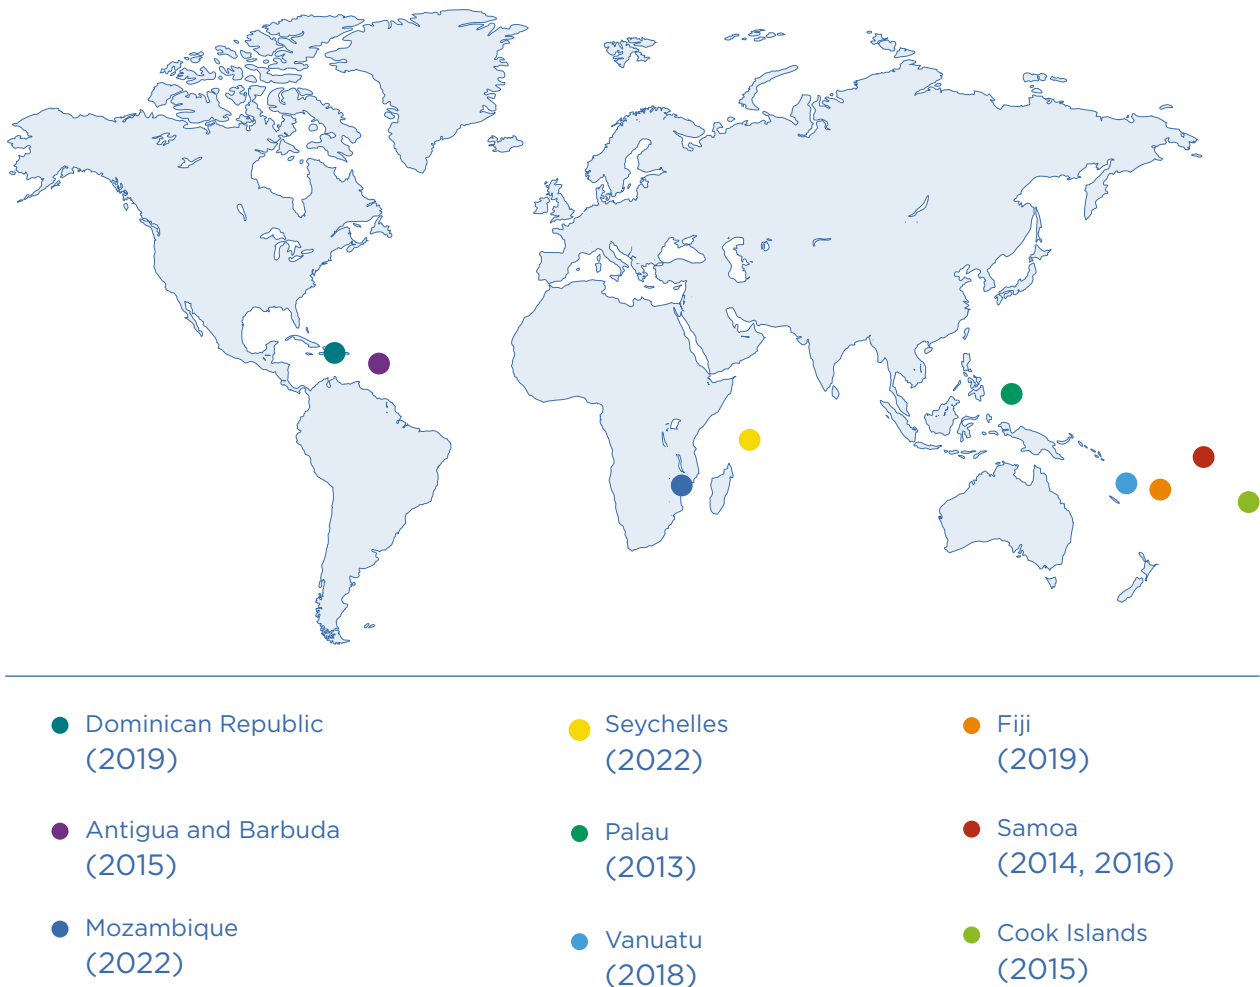 Dominican Republic
(2019)
Antigua and Barbuda
(2015)
Mozambique
(2022)
Seychelles
(2022)
Palau
(2013)
Vanuatu
(2018)
Fiji
(2019)
Samoa
(2014, 2016)
Cook Islands
(2015)